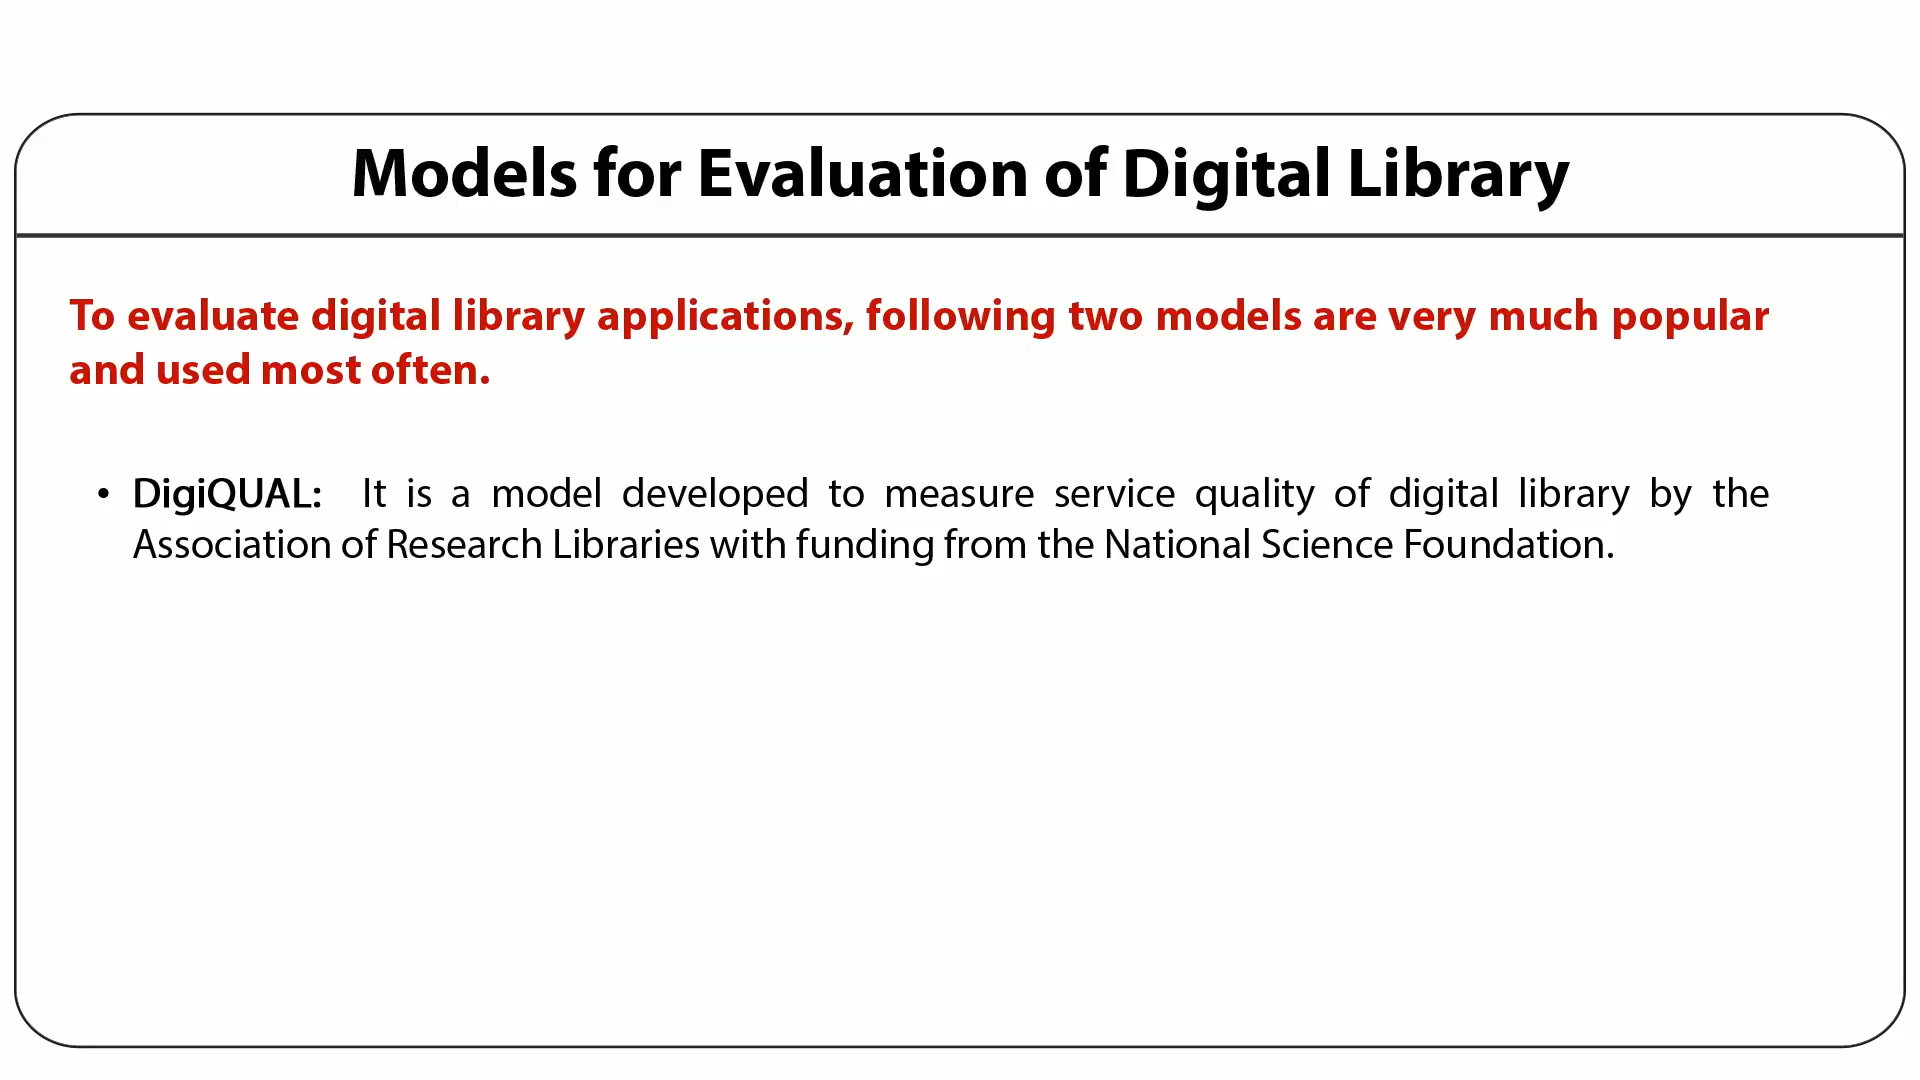 Models for Evaluation of Digital Library
To evaluate digital library applications, following two models are very much popular
and used most often.
• DigiQUAL: It is a model developed to measure service quality of digital library by the
Association of Research Libraries with funding from the National Science Foundation.